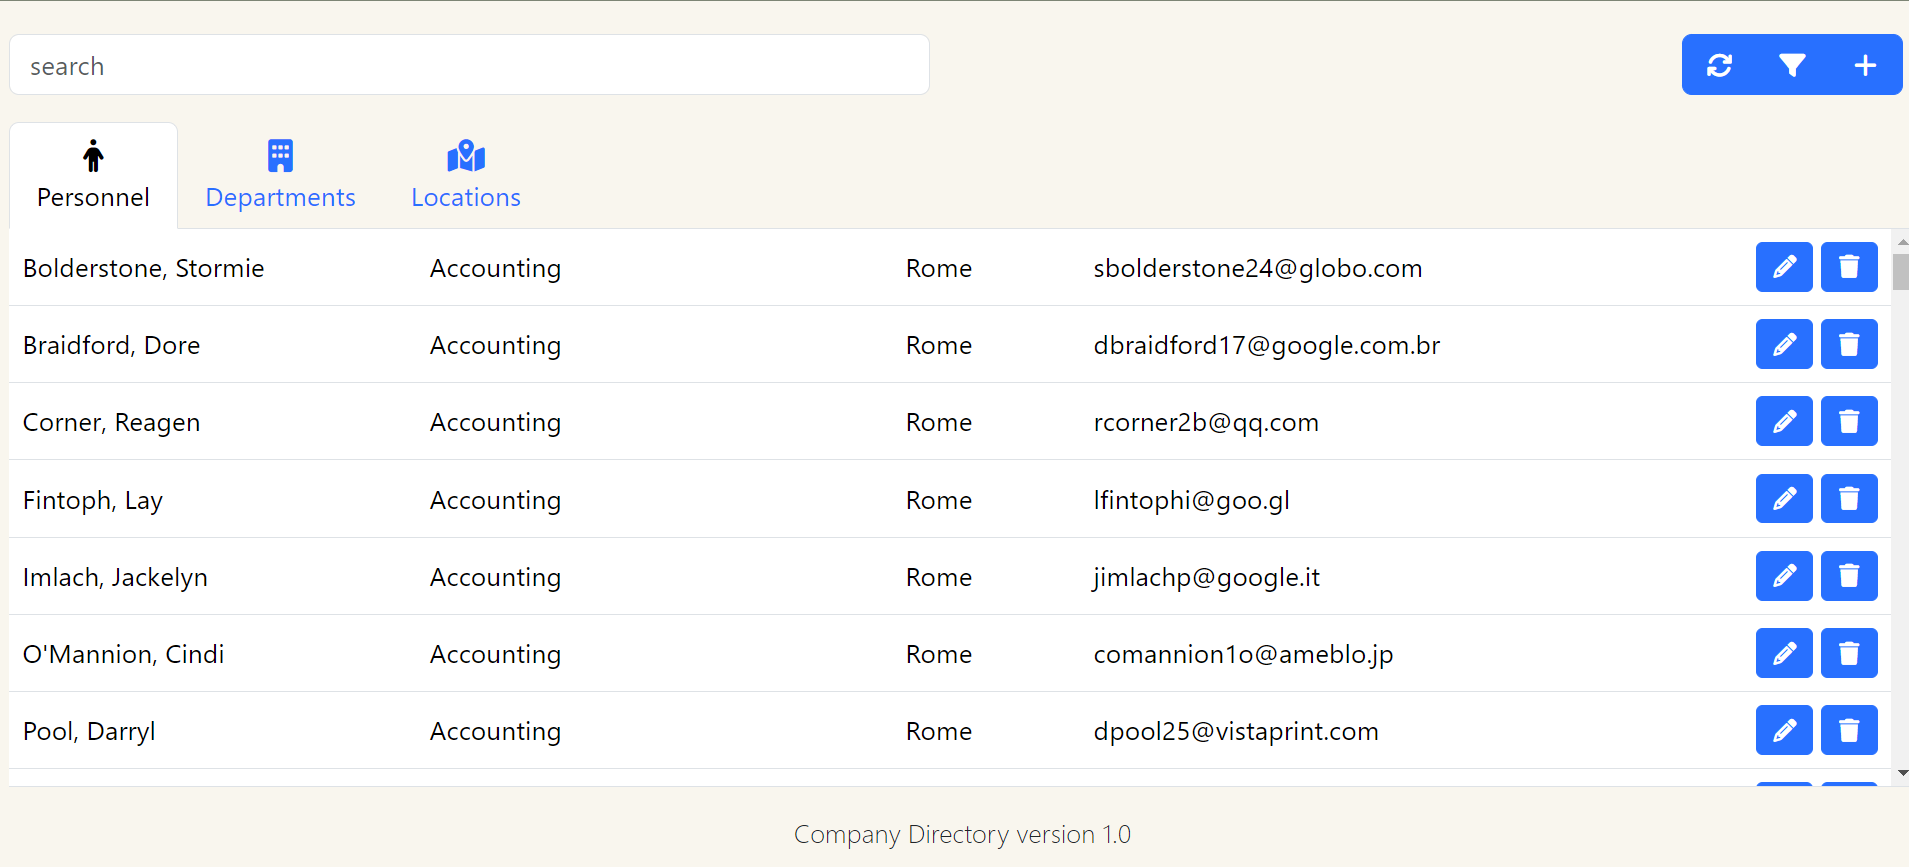 search
Personnel Departments Locations
Bolderstone, Stormie Accounting Rome sbolderstone24@globo.com
Braidford, Dore Accounting Rome dbraidford17@google.com.br
Corner, Reagen Accounting Rome rcorner2b@qq.com
Fintoph, Lay Accounting Rome lfintophi@goo.gl
Imlach, Jackelyn Accounting Rome jimlachp@google.it
O'Mannion, Cindi Accounting Rome comannion1o@ameblo.jp
Pool, Darryl Accounting Rome dpool25@vistaprint.com
Company Directory version 1.0